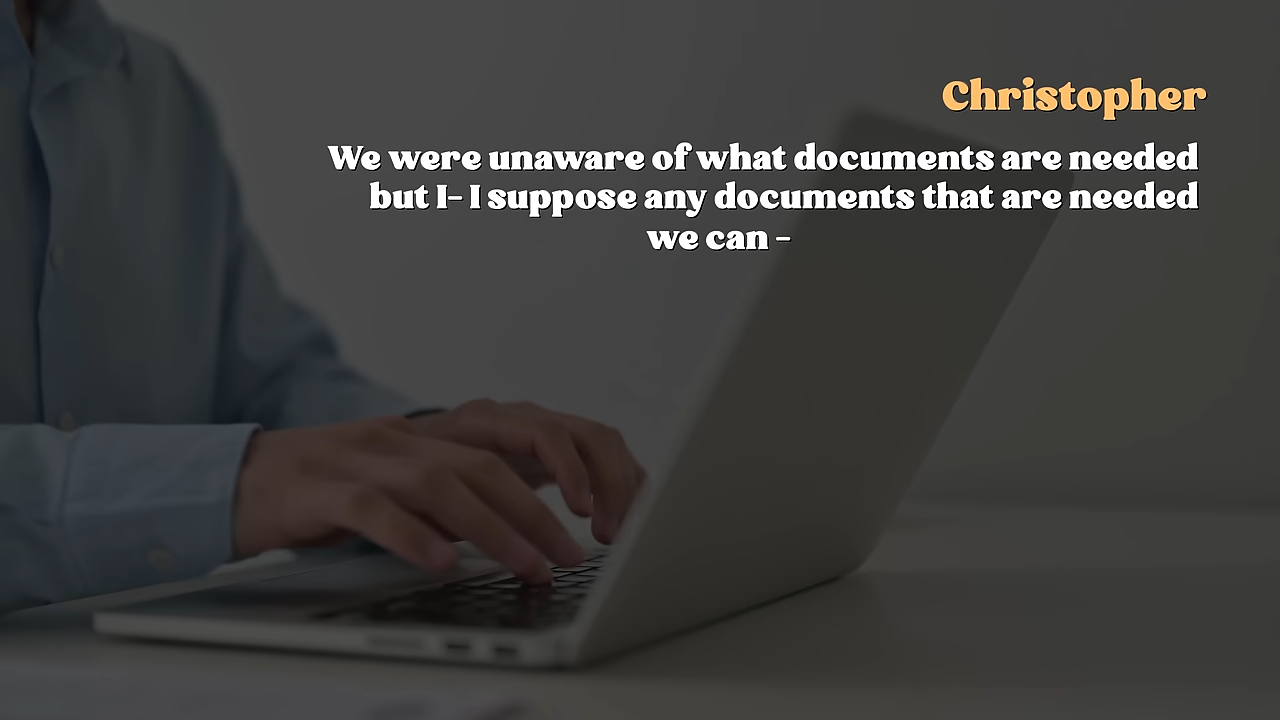 Christopher
We were unaware of what documents are needed
but I- I suppose any documents that are needed
we can -